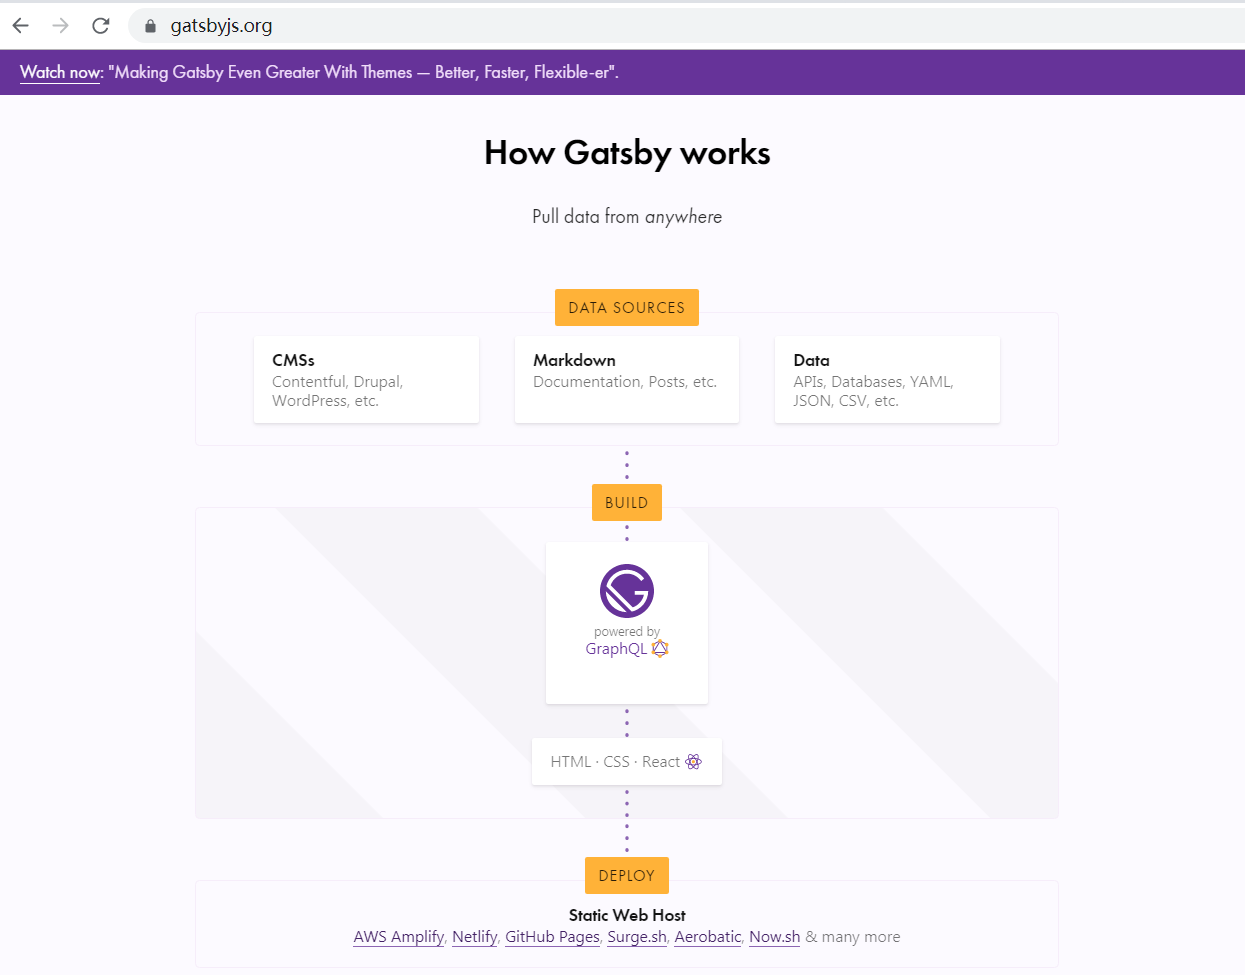 gatsbyjs.org
Watch now: "Making Gatsby Even Greater With Themes — Better, Faster, Flexible-er".
How Gatsby works
Pull data from anywhere
DATA SOURCES
CMSs
Contentful, Drupal,
WordPress, etc.
Markdown
Documentation, Posts, etc.
Data
APIs, Databases, YAML,
JSON, CSV, etc.
BUILD
powered by
GraphQL
HTML · CSS · React
DEPLOY
Static Web Host
AWS Amplify, Netlify, GitHub Pages, Surge.sh, Aerobatic, Now.sh & many more